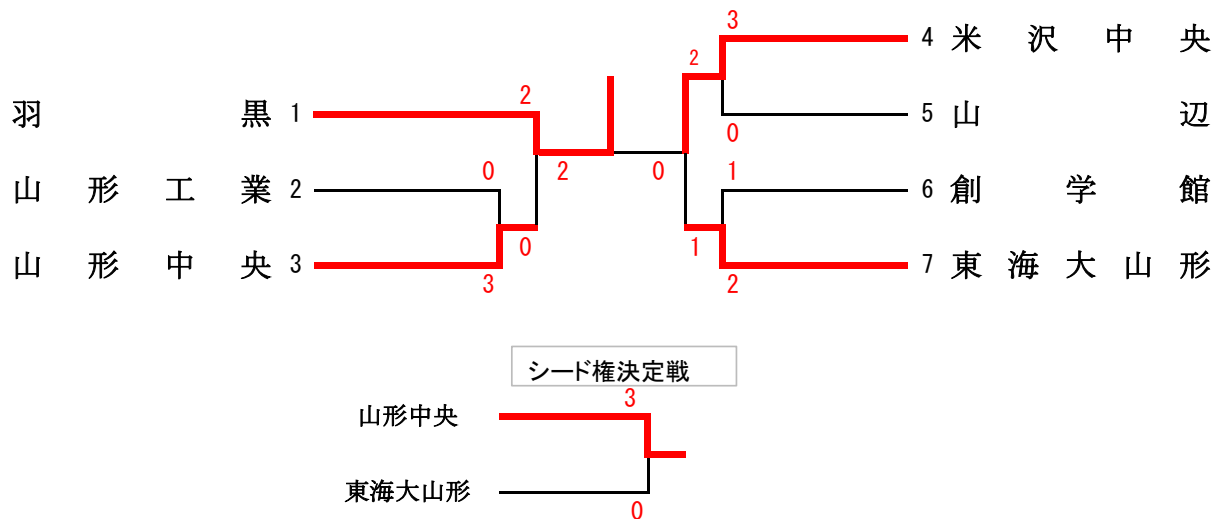 3
4 米沢中央
2
羽黒 1
2
5 山辺
0
0
2
0
1
山形工業 2
6 創学館
0
1
山形中央 3
7 東海大山形
3
2
シード権決定戦
3
山形中央
東海大山形
0